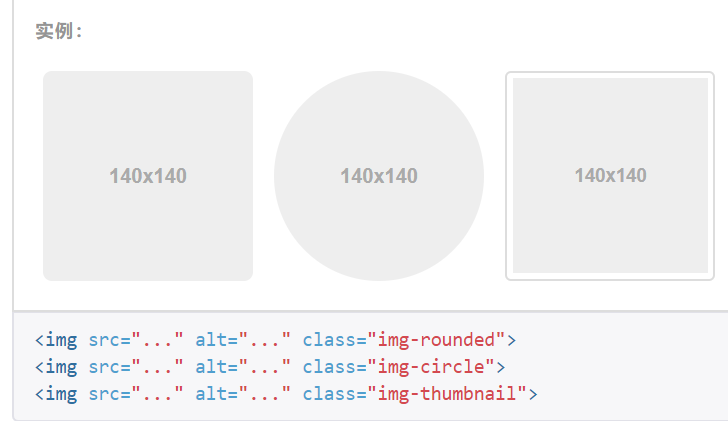 实例：
140x140 140x140 140x140
<img src="..." alt="..." class="img-rounded">
<img src="..." alt="..." class="img-circle">
<img src="..." alt="..." class="img-thumbnail">